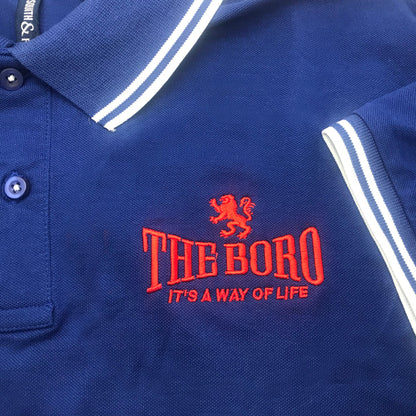 THE BORO
IT'S A WAY OF LIFE